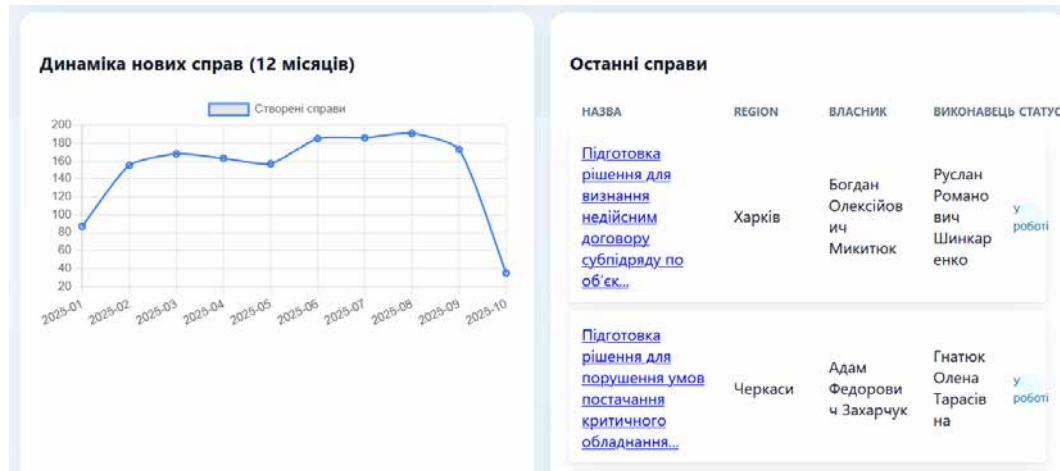 Динаміка нових справ (12 місяців)
Створені справи
200
180
160
140
120
100
80
60
40
20
2025-01
2025-02
2025-03
2025-04
2025-05
2025-06
2025-07
2025-08
2025-09
2025-10
Останні справи
НАЗВА REGION ВЛАСНИК ВИКОНАВЕЦЬ СТАТУС
Підготовка
рішення для
визнання
недійсним
договору
субпідряду по
об'єк...
Харків
Богдан
Олексійов
ич
Микитюк
Руслан
Романо
вич
Шинкар
енко
У
роботі
Підготовка
рішення для
порушення умов
постачання
критичного
обладнання...
Черкаси
Адам
Федорови
ч Захарчук
Гнатюк
Олена
Тарасів
на
У
роботі